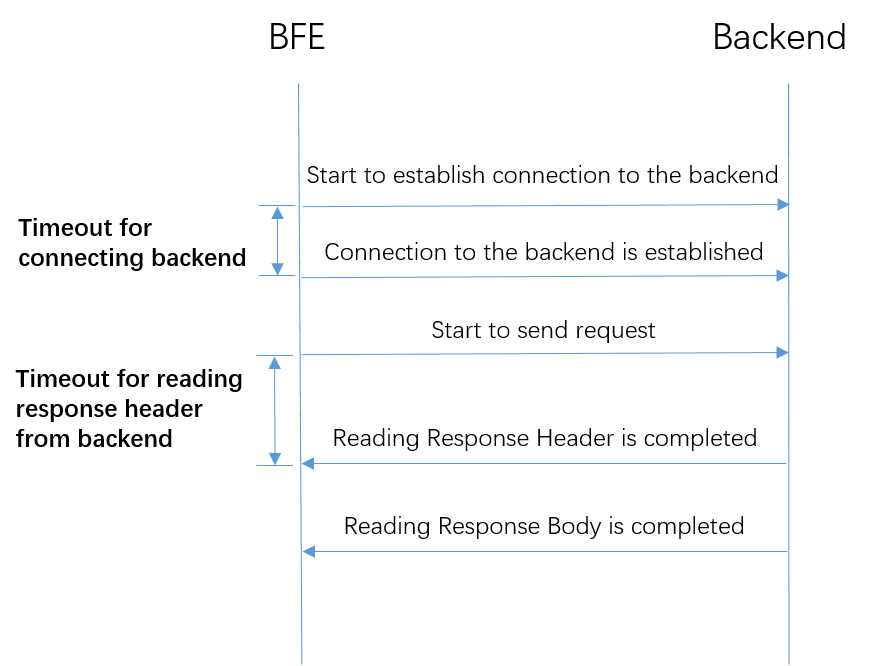 BFE
Backend
Start to establish connection to the backend
Timeout for
connecting backend
Connection to the backend is established
Start to send request
Timeout for reading
response header
from backend
Reading Response Header is completed
Reading Response Body is completed